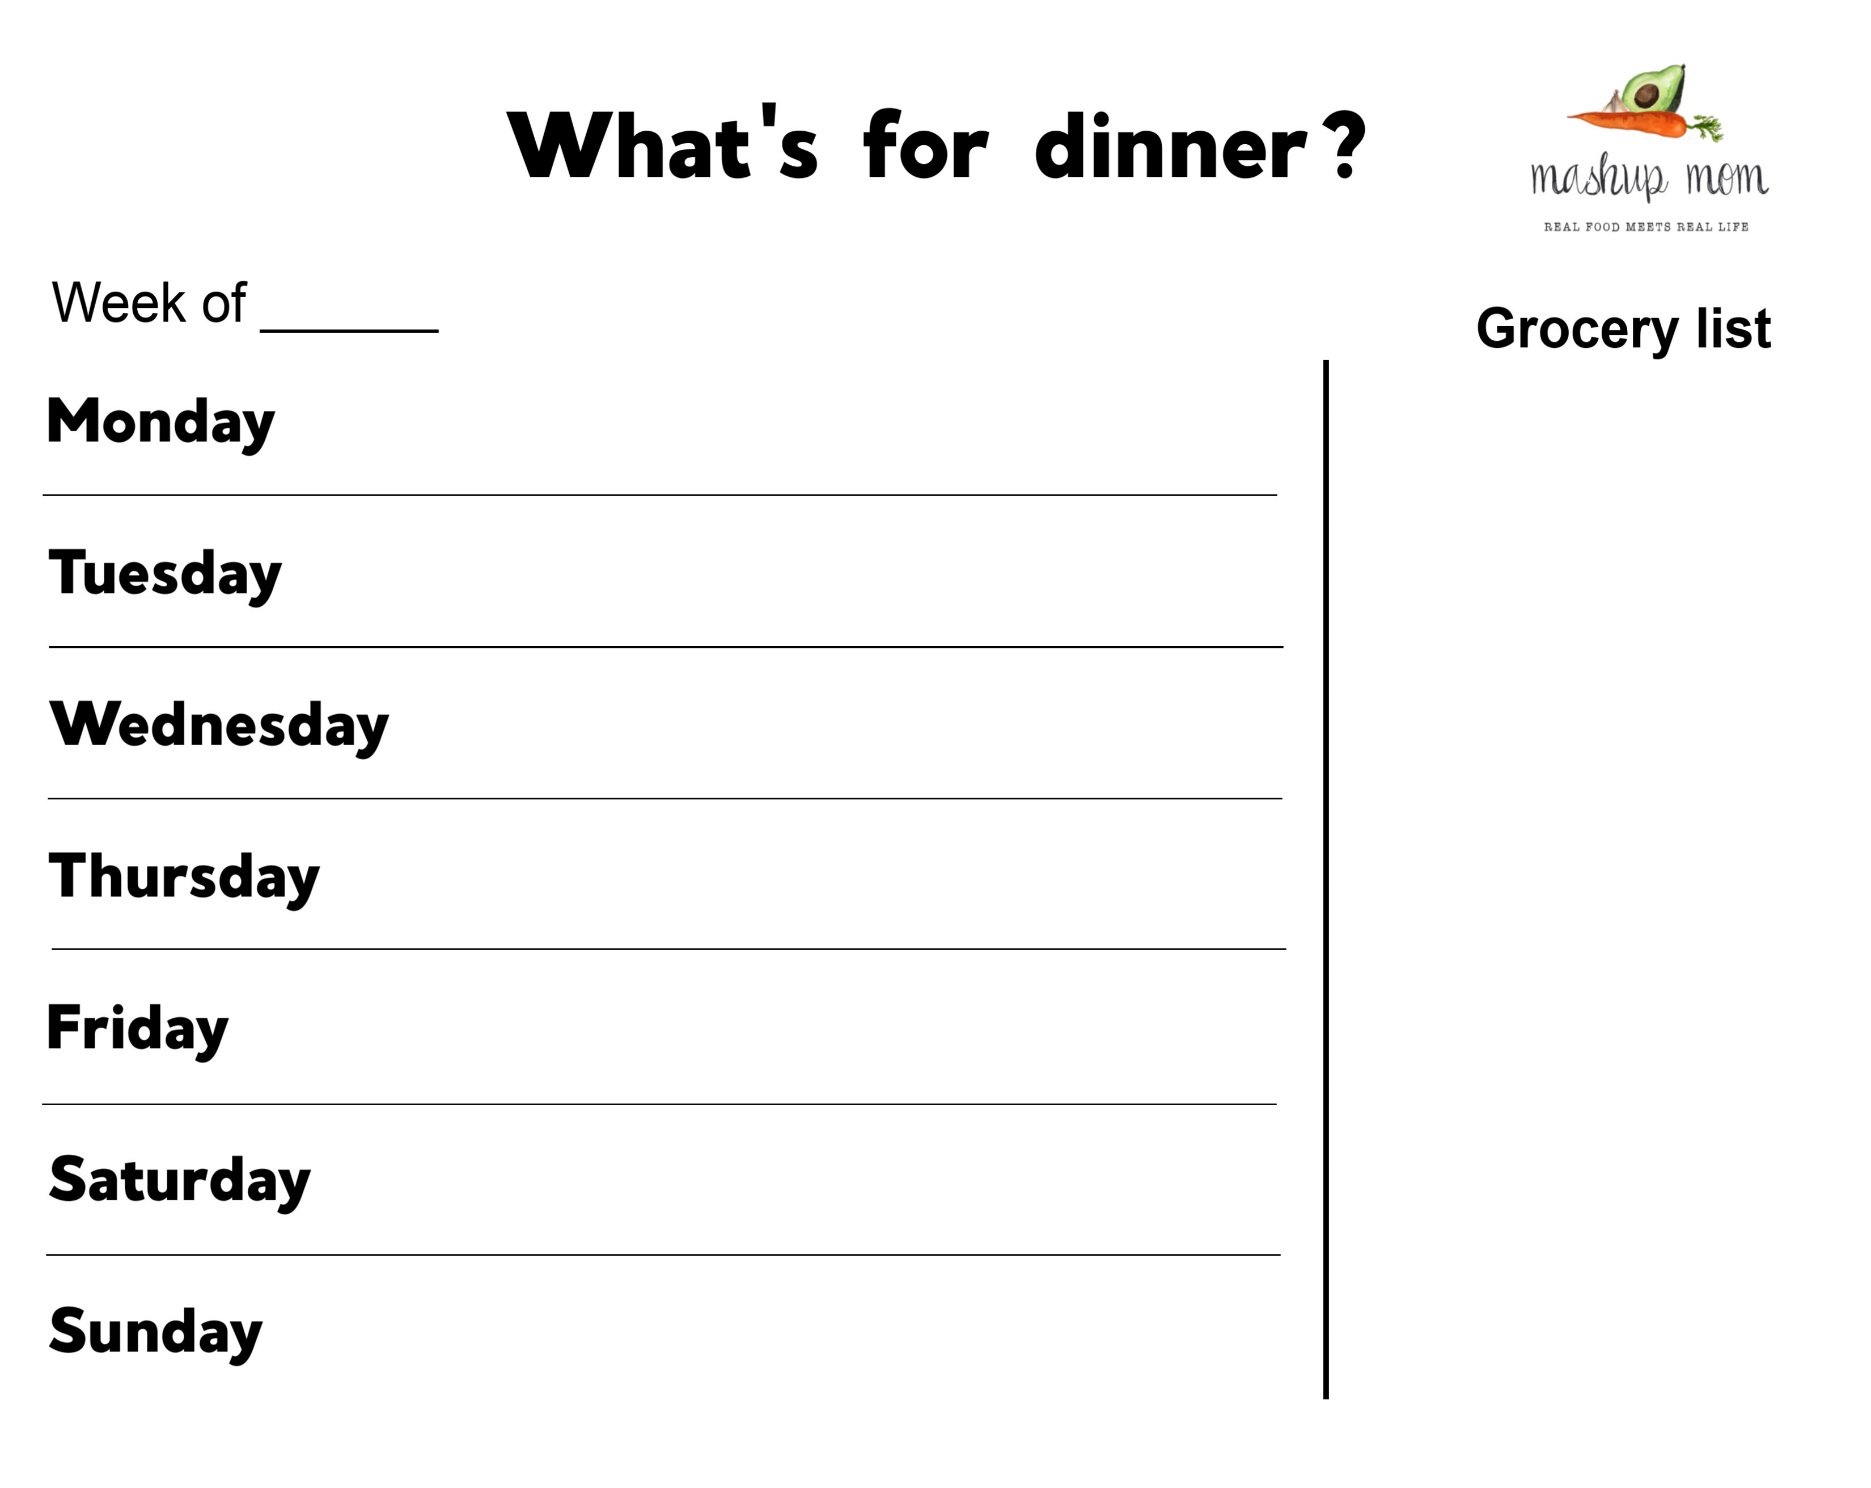 What's for dinner?
mashup mom
REAL FOOD MEETS REAL LIFE
Week of _______
Grocery list
Monday
Tuesday
Wednesday
Thursday
Friday
Saturday
Sunday